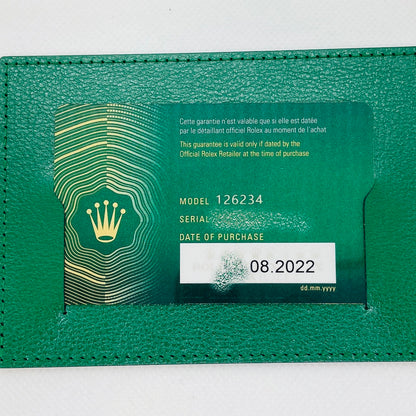 Cette garantie n'est valable que si elle est datée
par le détaillant officiel Rolex au moment de l'achat
This guarantee is valid only if dated by the
Official Rolex Retailer at the time of purchase
MODEL 126234
SERIAL
DATE OF PURCHASE
08.2022
dd.mm.yyyy